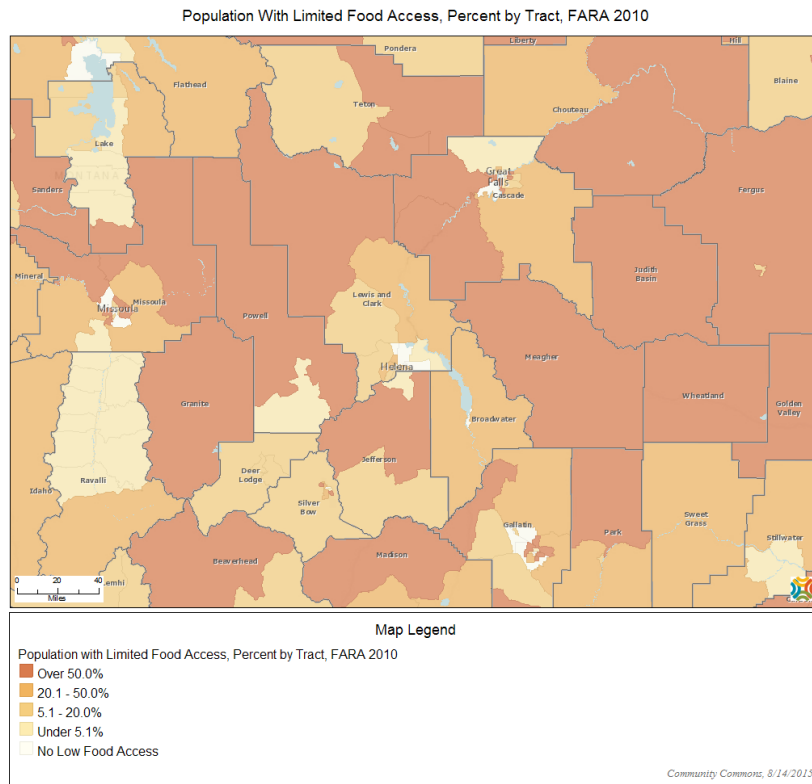 Population With Limited Food Access, Percent by Tract, FARA 2010
Liberty
Hill
Pondera
Blaine
Flathead
Teton
Chouteau
Lake
MONTANA
Great
Falls
Cascade
Sanders
Fergus
Judith
Basin
Mineral
Missoula
Missoula
Lewis and
Clark
Powell
Meagher
Helena
Wheatland
Granite
Golden
Valley
Broadwater
Jefferson
Deer
Lodge
Ravalli
Idaho
Silver
Bow
Sweet
Grass
Gallatin
Park
Stillwater
Madison
Beaverhead
emhi
0 20 40
Miles
Map Legend
Population with Limited Food Access, Percent by Tract, FARA 2010
Over 50.0%
20.1 - 50.0%
5.1 - 20.0%
Under 5.1%
No Low Food Access
Community Commons, 8/14/2013